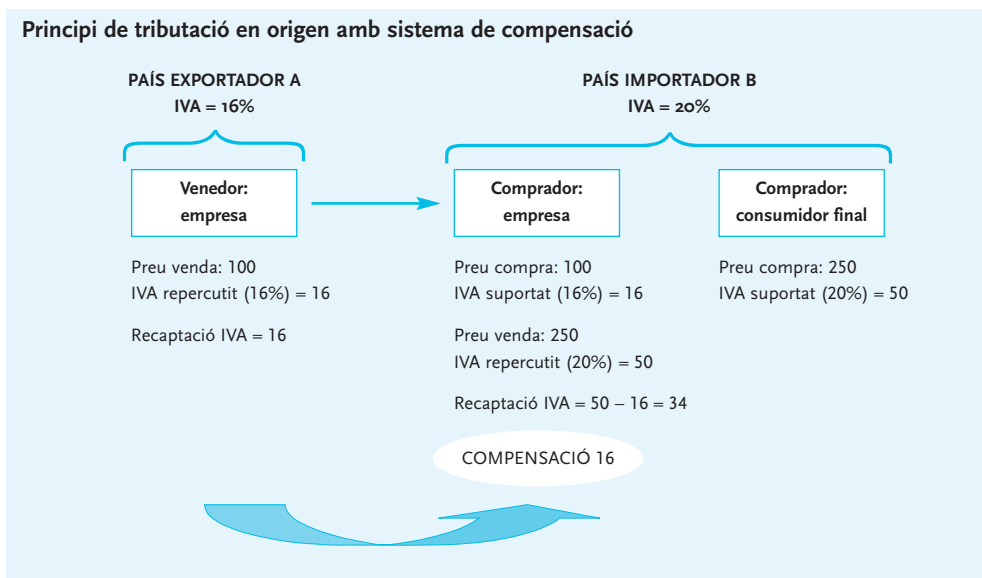 Principi de tributació en origen amb sistema de compensació
PAÍS EXPORTADOR A
IVA = 16%
PAÍS IMPORTADOR B
IVA = 20%
Venedor:
empresa
Comprador:
empresa
Comprador:
consumidor final
Preu venda: 100
IVA repercutit (16%) = 16
Recaptació IVA = 16
Preu compra: 100
IVA suportat (16%) = 16
Preu venda: 250
IVA repercutit (20%) = 50
Recaptació IVA = 50 – 16 = 34
Preu compra: 250
IVA suportat (20%) = 50
COMPENSACIÓ 16